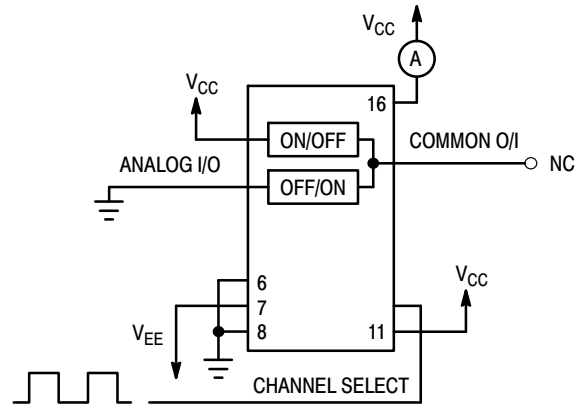 VCC
A
VCC
16
ON/OFF
COMMON O/I
NC
ANALOG I/O
OFF/ON
6
VCC
7
VEE
8
11
CHANNEL SELECT